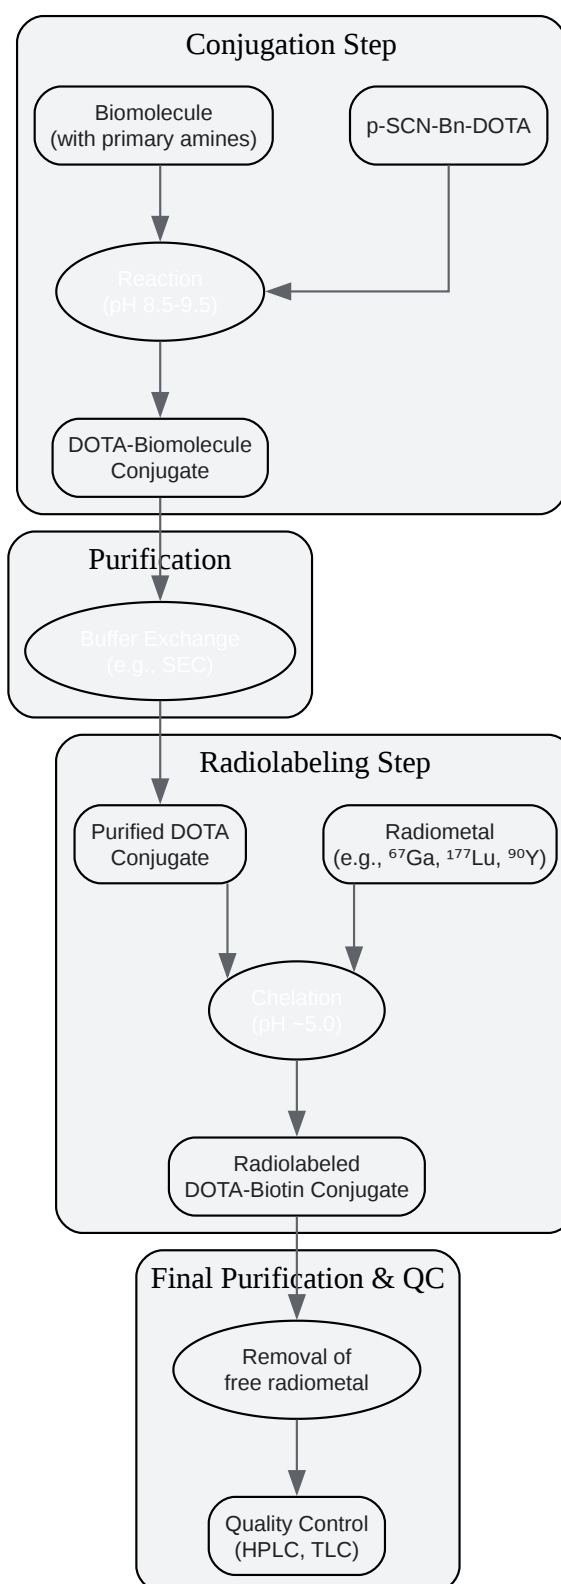 Conjugation Step
Biomolecule
(with primary amines)
p-SCN-Bn-DOTA
Reaction
(pH 8.5-9.5)
DOTA-Biomolecule
Conjugate
Purification
Buffer Exchange
(e.g., SEC)
Radiolabeling Step
Purified DOTA
Conjugate
Radiometal
(e.g., ⁶⁷Ga, ¹⁷⁷Lu, ⁹⁰Y)
Chelation
(pH ~5.0)
Radiolabeled
DOTA-Biotin Conjugate
Final Purification & QC
Removal of
free radiometal
Quality Control
(HPLC, TLC)